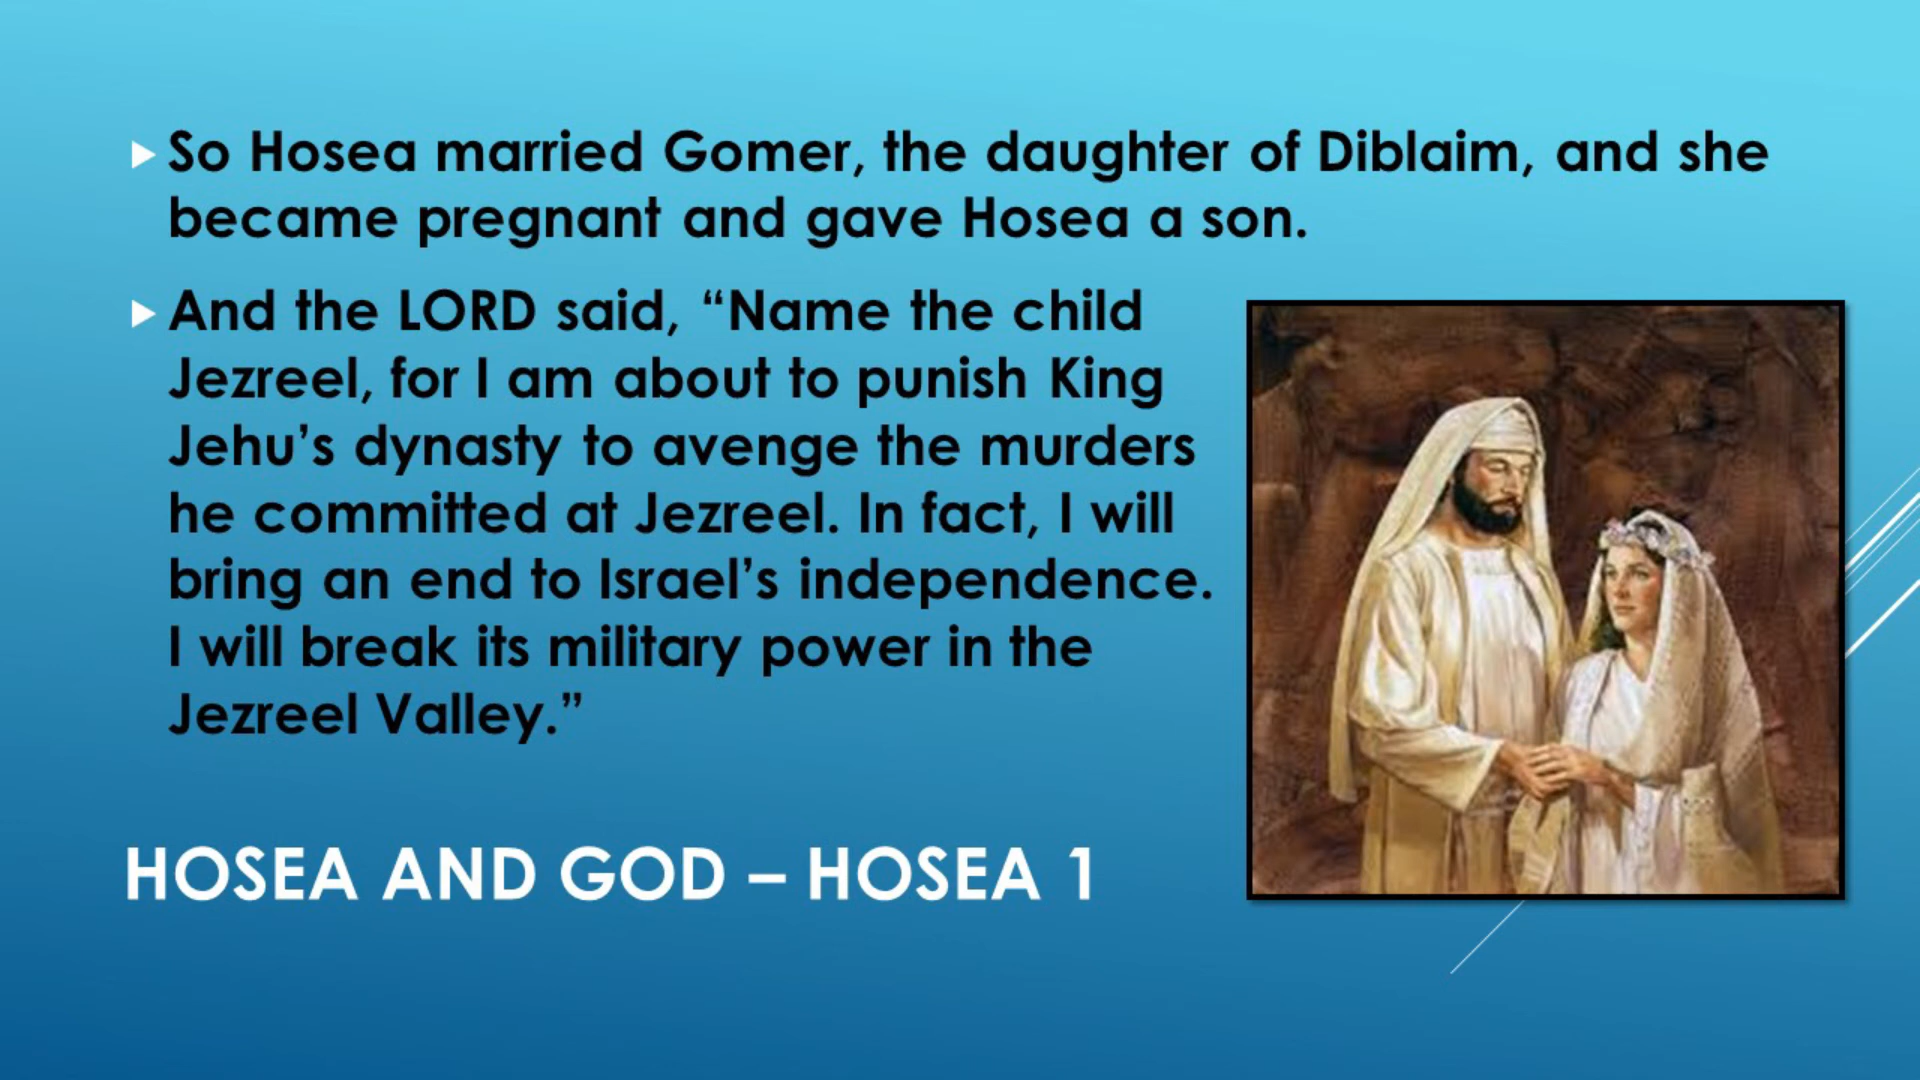 So Hosea married Gomer, the daughter of Diblaim, and she
became pregnant and gave Hosea a son.
And the LORD said, “Name the child
Jezreel, for I am about to punish King
Jehu’s dynasty to avenge the murders
he committed at Jezreel. In fact, I will
bring an end to Israel’s independence.
I will break its military power in the
Jezreel Valley.”
HOSEA AND GOD – HOSEA 1